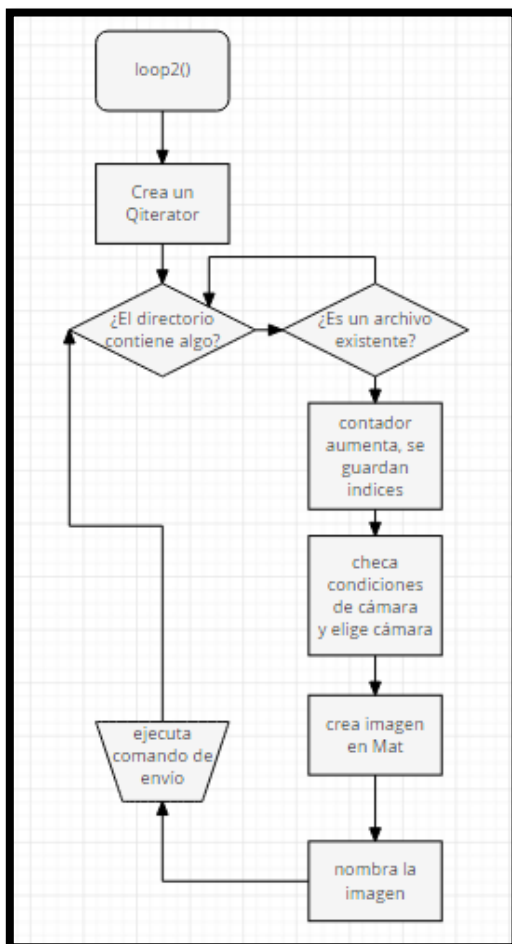 loop2()
Crea un
Qiterator
¿El directorio
contiene algo?
¿Es un archivo
existente?
contador
aumenta, se
guardan
indices
checa
condiciones
de cámara
y elige cámara
crea imagen
en Mat
nombra la
imagen
ejecuta
comando de
envío